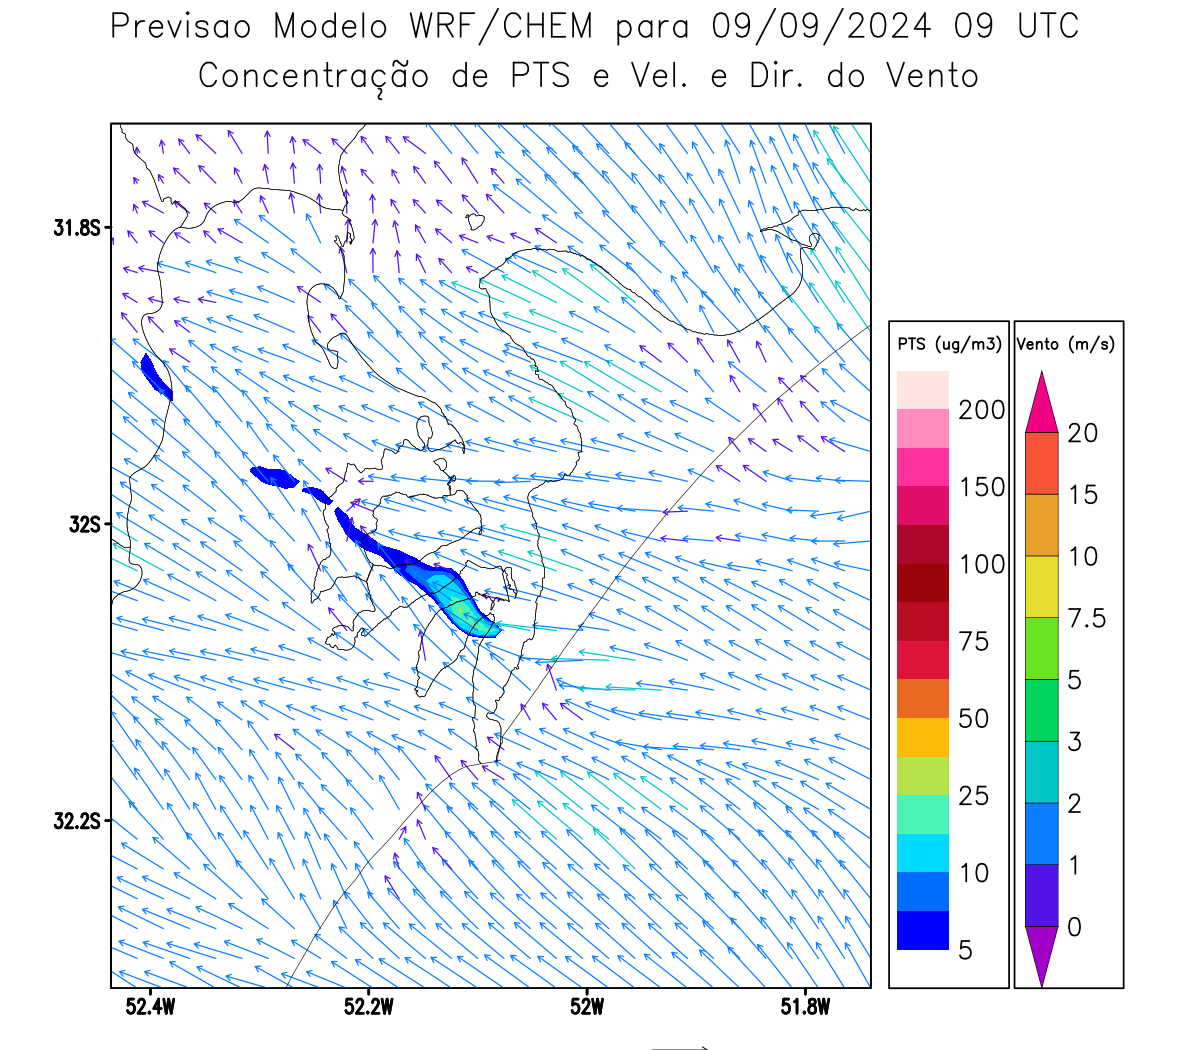 Previsao Modelo WRF/CHEM para 09/09/2024 09 UTC
Concentração de PTS e Vel. e Dir. do Vento
31.8S
32S
32.2S
52.4W
52.2W
52W
51.8W
PTS (ug/m3)
200
150
100
75
50
25
10
5
Vento (m/s)
20
15
10
7.5
5
3
2
1
0